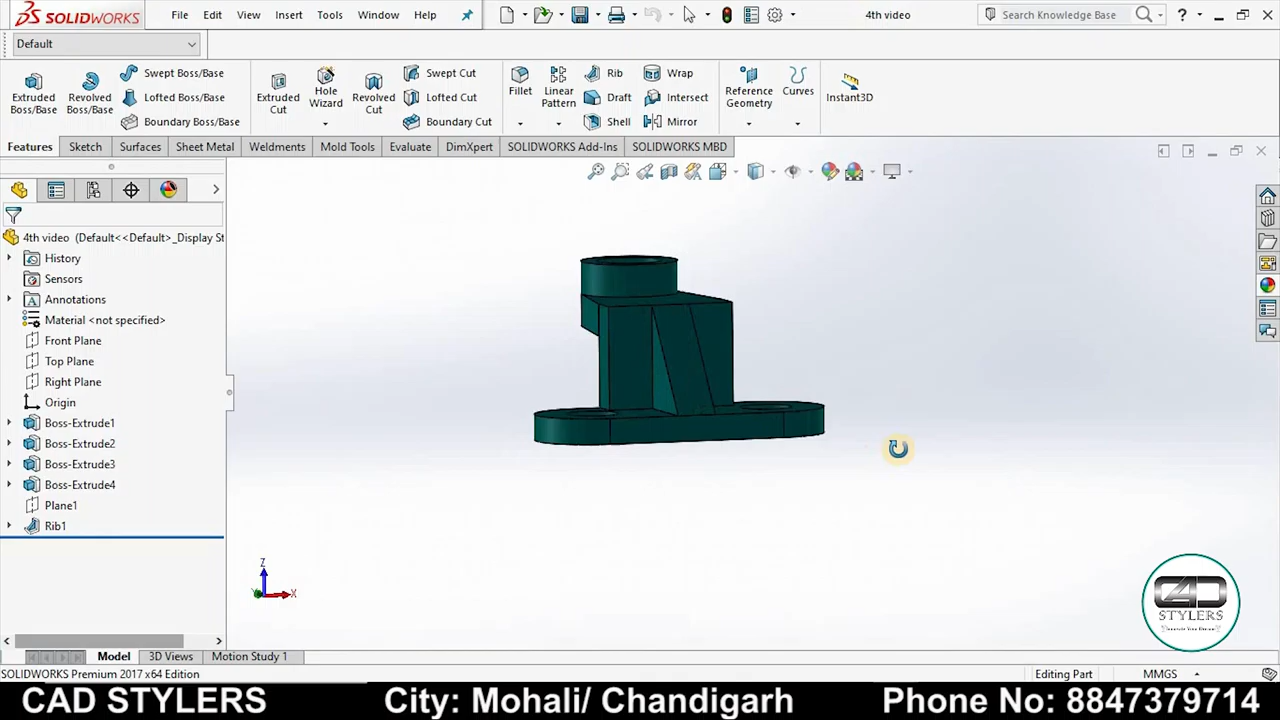 SOLIDWORKS File Edit View Insert Tools Window Help 4th video Search Knowledge Base ?
Default
Extruded Boss/Base
Revolved Boss/Base
Swept Boss/Base
Lofted Boss/Base
Boundary Boss/Base
Extruded Cut
Hole Wizard
Revolved Cut
Swept Cut
Lofted Cut
Boundary Cut
Fillet
Linear Pattern
Rib
Draft
Shell
Wrap
Intersect
Mirror
Reference Geometry
Curves
Instant3D
Features Sketch Surfaces Sheet Metal Weldments Mold Tools Evaluate DimXpert SOLIDWORKS Add-Ins SOLIDWORKS MBD
4th video (Default<<Default>_Display St
History
Sensors
Annotations
Material <not specified>
Front Plane
Top Plane
Right Plane
Origin
Boss-Extrude1
Boss-Extrude2
Boss-Extrude3
Boss-Extrude4
Plane1
Rib1
Z
X
CAD
STYLERS
Model 3D Views Motion Study 1
SOLIDWORKS Premium 2017 x64 Edition Editing Part MMGS
CAD STYLERS City: Mohali/ Chandigarh Phone No: 8847379714